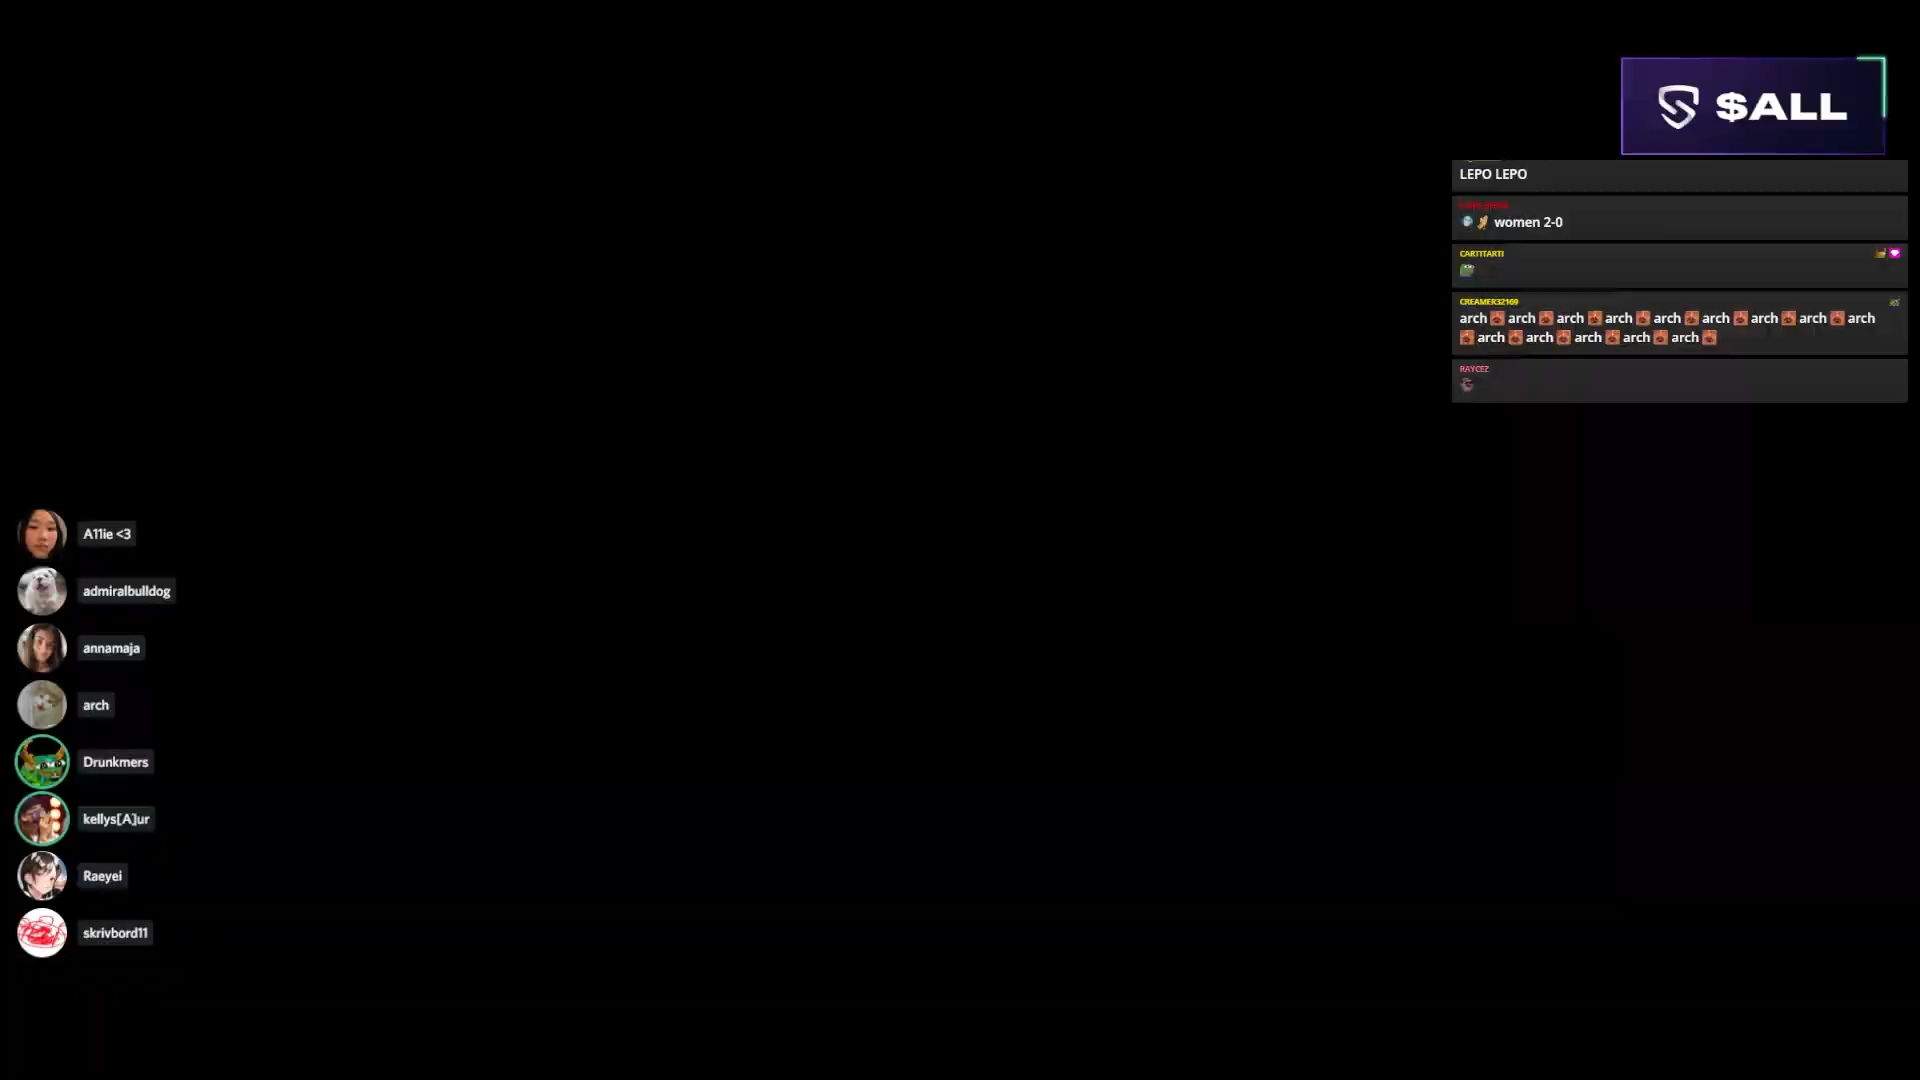 $ALL
LEPO LEPO
women 2-0
CARTITARTI
CREAMER32169
arch arch arch arch arch arch arch arch arch
arch arch arch arch arch
RAYCEZ
A11ie <3
admiralbulldog
annamaja
arch
Drunkmers
kellys[A]ur
Raeyei
skrivbord11